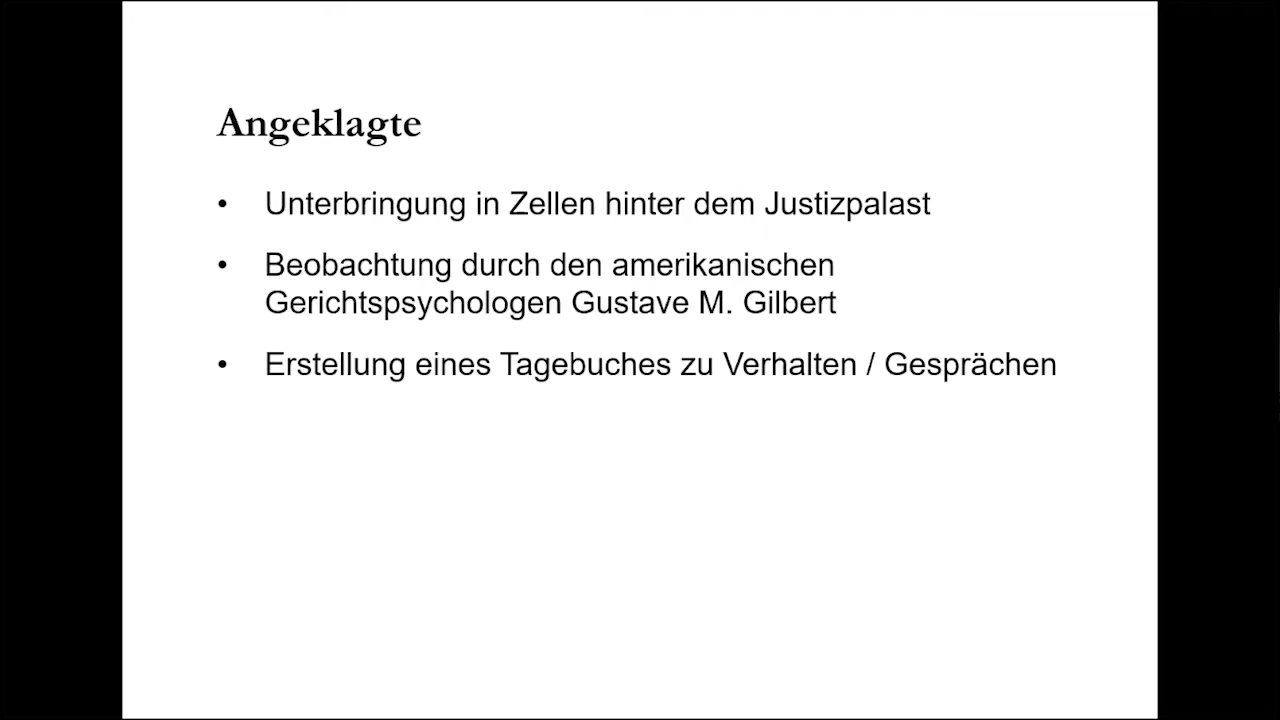 Angeklagte
• Unterbringung in Zellen hinter dem Justizpalast
• Beobachtung durch den amerikanischen
Gerichtspsychologen Gustave M. Gilbert
• Erstellung eines Tagebuches zu Verhalten / Gesprächen